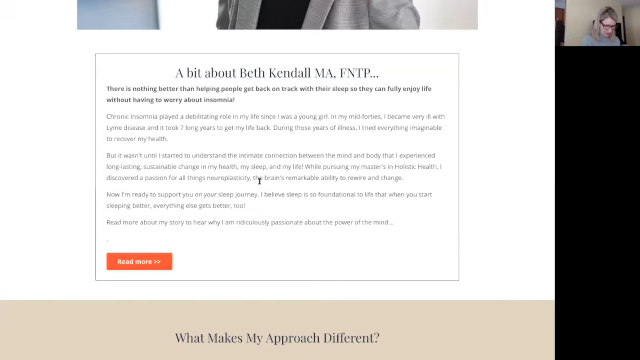 A bit about Beth Kendall MA, FNTP...
There is nothing better than helping people get back on track with their sleep so they can fully enjoy life
without having to worry about insomnia!
Chronic Insomnia played a debilitating role in my life since I was a young girl. In my mid-forties, I became very ill with
Lyme disease and it took 7 long years to get my life back. During those years of illness, I tried everything imaginable
to recover my health.
But it wasn't until I started to understand the intimate connection between the mind and body that I experienced
long-lasting, sustainable change in my health, my sleep, and my life! While pursuing my master's in Holistic Health, I
discovered a passion for all things neuroplasticity, the brain's remarkable ability to rewire and change.
Now I'm ready to support you on your sleep journey. I believe sleep is so foundational to life that when you start
sleeping better, everything else gets better, too!
Read more about my story to hear why I am ridiculously passionate about the power of the mind...
.
Read more >>
What Makes My Approach Different?